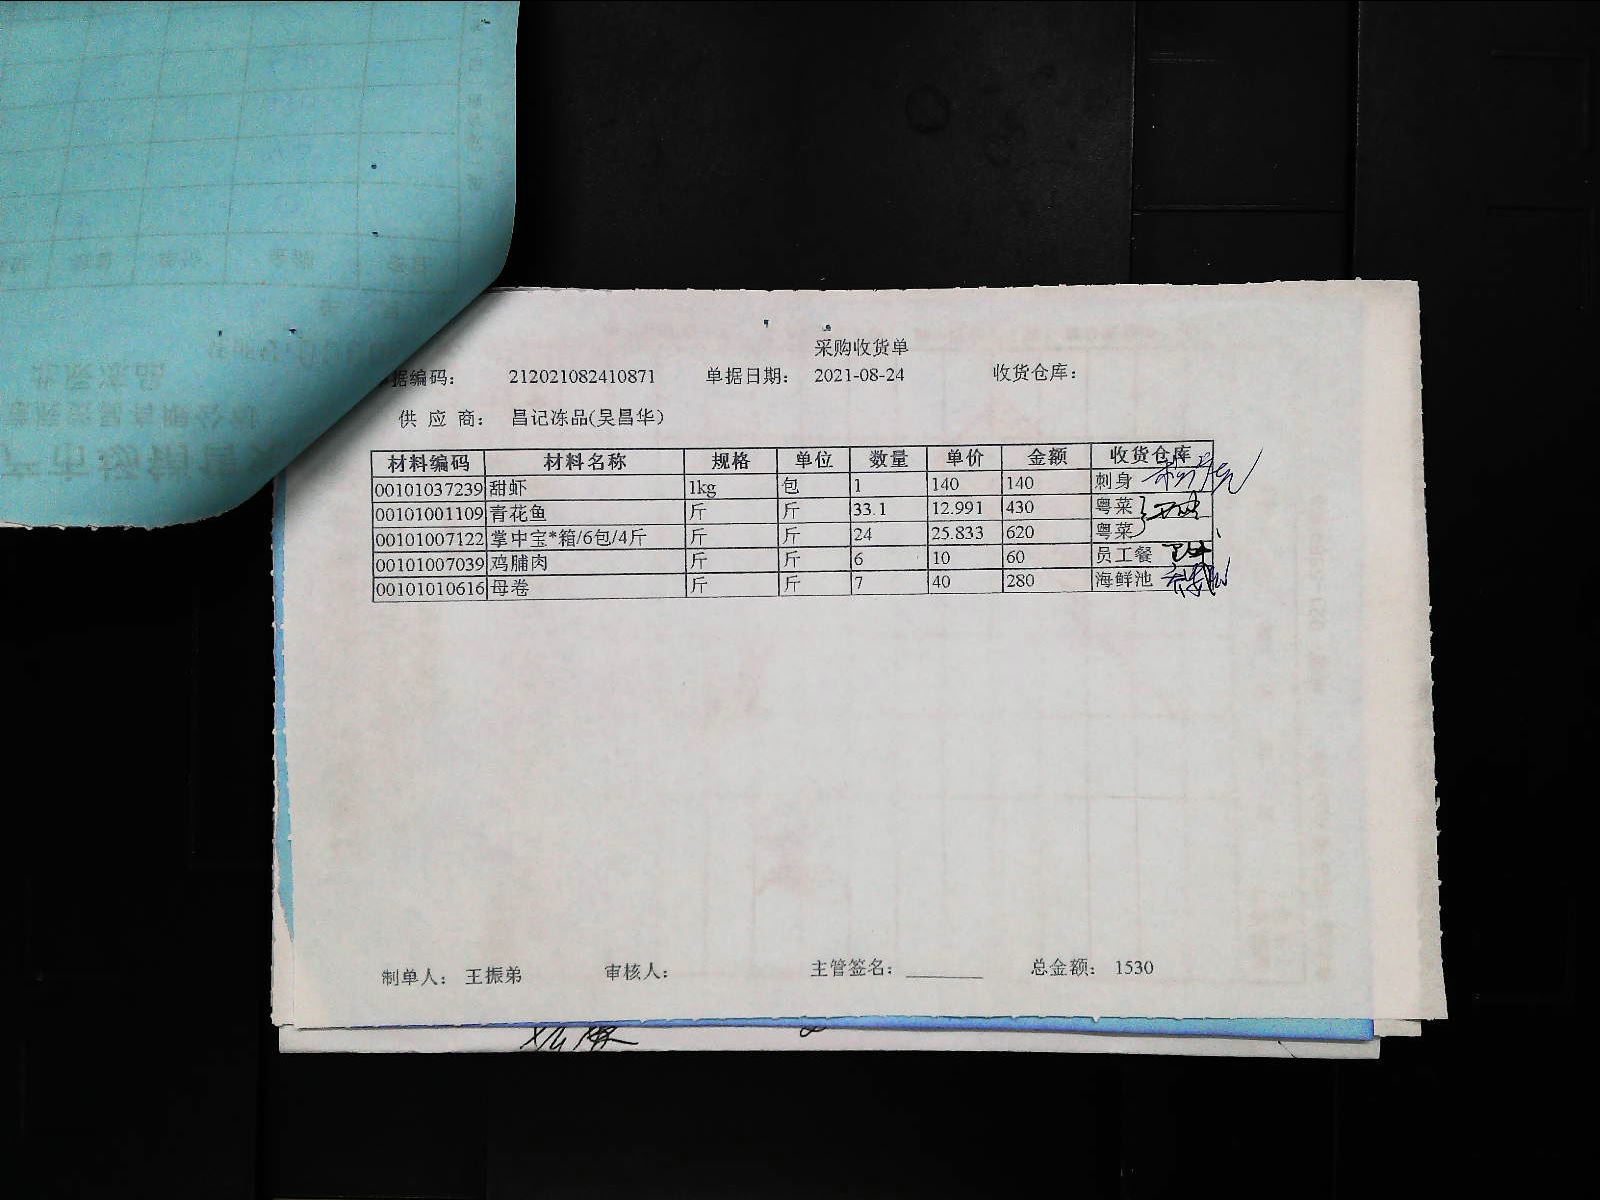 采购收货单
据编码： 212021082410871 单据日期： 2021-08-24 收货仓库：
供 应 商： 昌记冻品(吴昌华)
材料编码 材料名称 规格 单位 数量 单价 金额 收货仓库
00101037239 甜虾 1kg 包 1 140 140 刺身
00101001109 青花鱼 斤 斤 33.1 12.991 430 粤菜
00101007122 掌中宝*箱/6包/4斤 斤 斤 24 25.833 620 粤菜
00101007039 鸡脯肉 斤 斤 6 10 60 员工餐
00101010616 母卷 斤 斤 7 40 280 海鲜池
制单人： 王振弟 审核人： 主管签名： 总金额： 1530